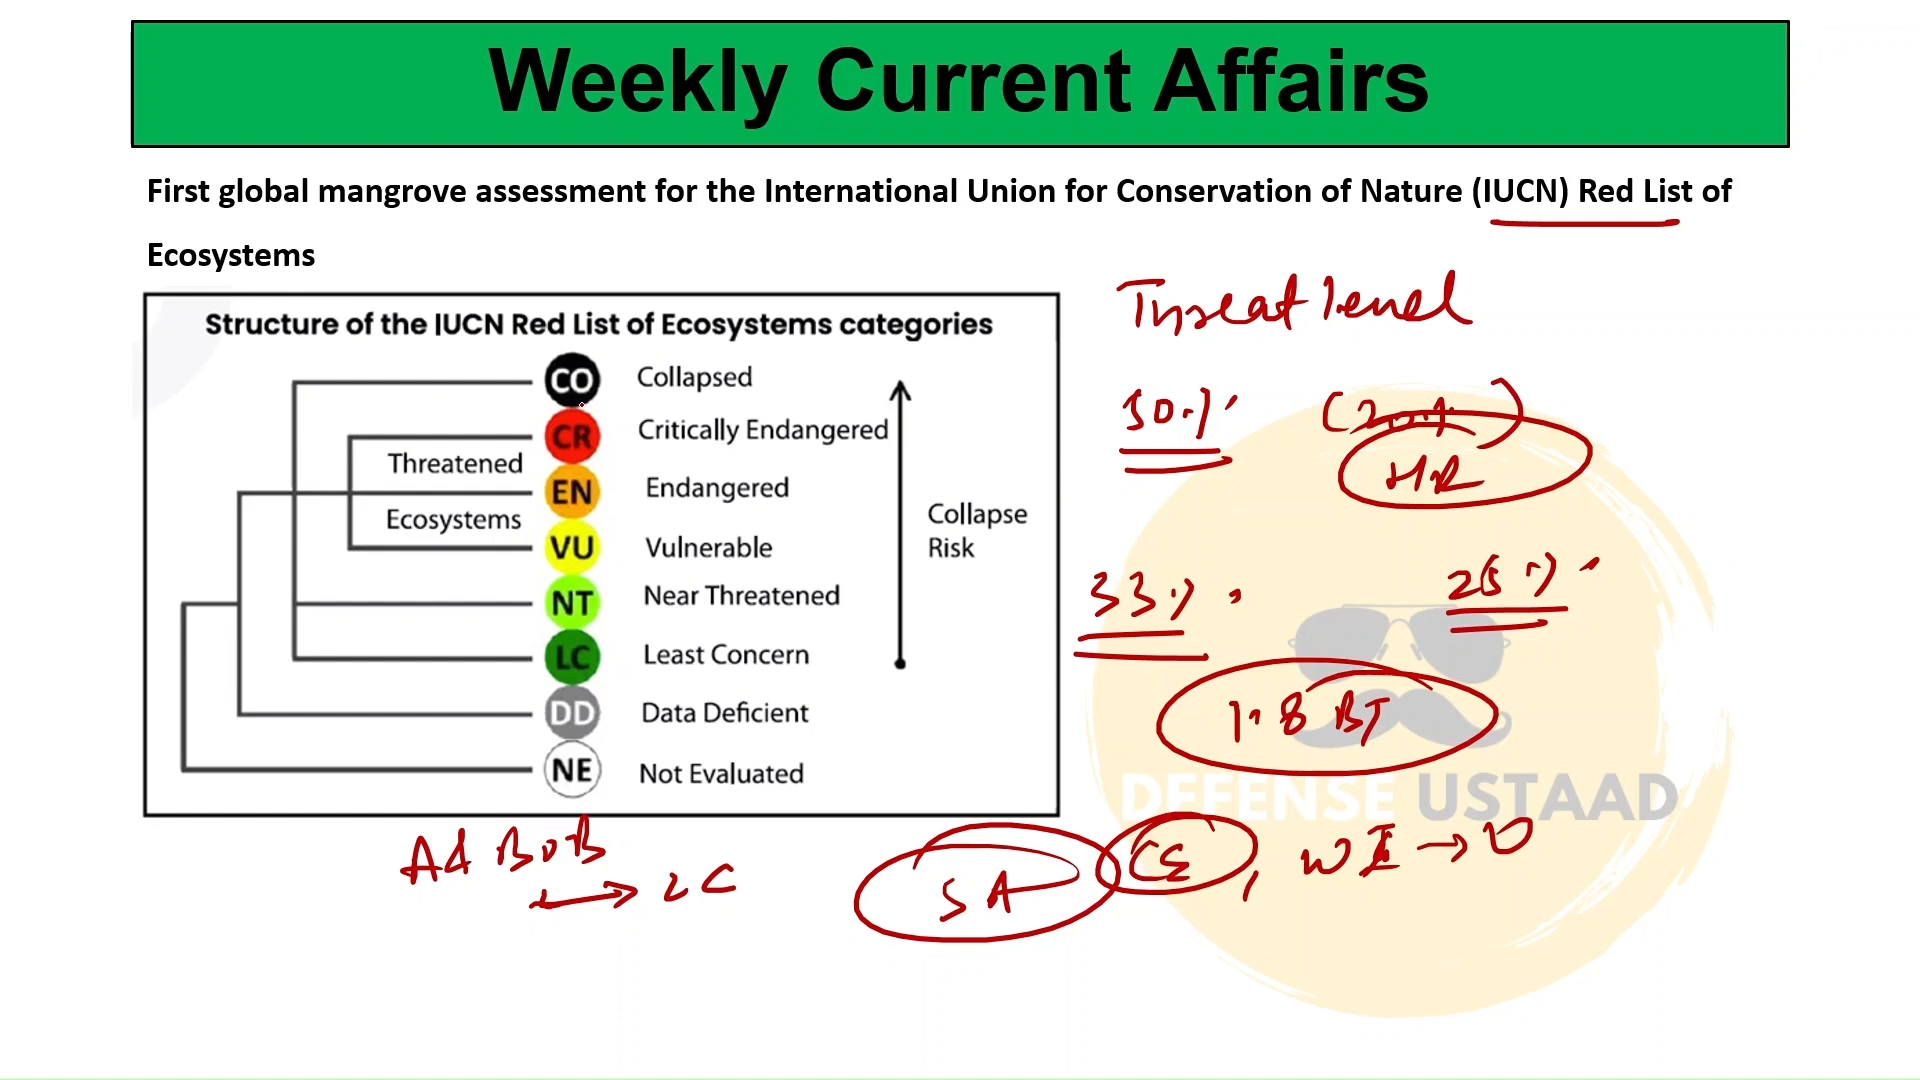 Weekly Current Affairs
First global mangrove assessment for the International Union for Conservation of Nature (IUCN) Red List of
Ecosystems
Structure of the IUCN Red List of Ecosystems categories
CO Collapsed
CR Critically Endangered
Threatened
EN Endangered
Ecosystems
VU Vulnerable
NT Near Threatened
LC Least Concern
DD Data Deficient
NE Not Evaluated
Collapse
Risk
Threat level
50%
(20%)
HR
33%
1.8 BT
DEFENSE USTAAD
A& BOB
→ LC
SA
CE, WI → V